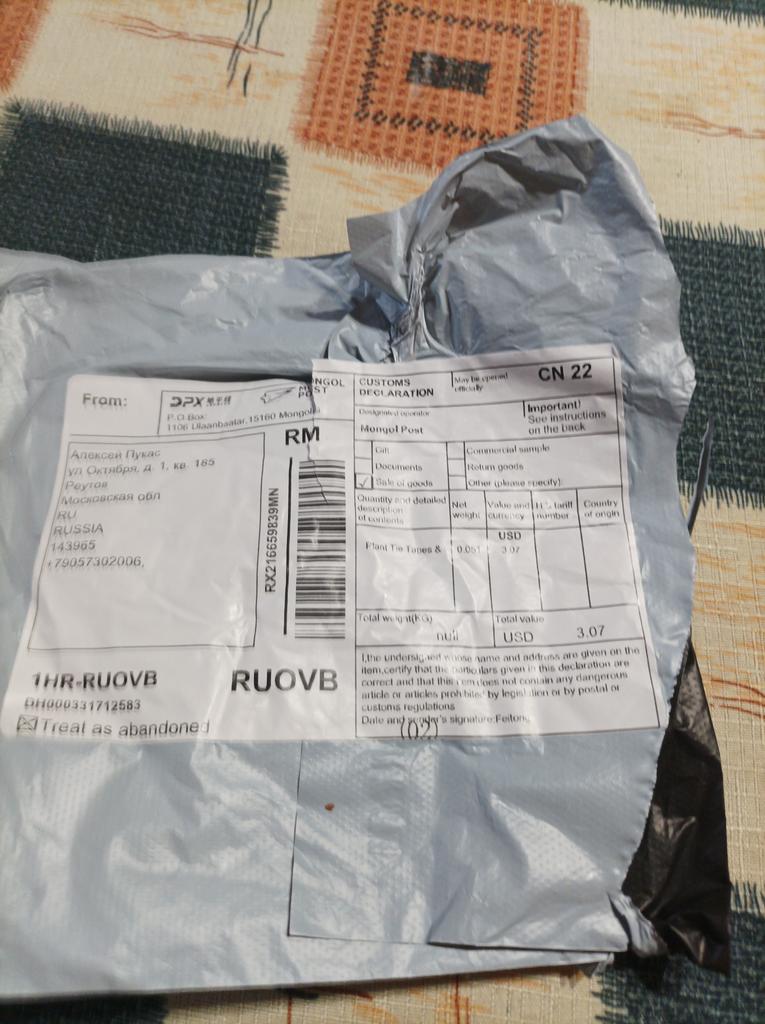 From:
DPX
MONGOL
POST
P.O.Box:
1106 Ulaanbaatar,15160 Mongolia
RM
Алексей Пукас
ул Октября, д. 1, кв. 165
Реутов
Московская обл
RU
RUSSIA
143965
+79057302006,
RX216659839MN
1HR-RUOVB
RUOVB
DH000331712583
Treat as abandoned
CUSTOMS
DECLARATION
May be opened
officially
CN 22
Designated operator
Mongol Post
Important!
See instructions
on the back
Gift
Commercial sample
Documents
Return goods
Sale of goods
Other (please specify):
Quantity and detailed
description
of contents
Net
weight
Value and
currency
HS tariff
number
Country
of origin
USD
Plant Tie Tapes & 0.051 3.07
Total weight(KG)
null
Total value
USD 3.07
I,the undersigned whose name and address are given on the
item,certify that the particulars given in this declaration are
correct and that this item does not contain any dangerous
article or articles prohibited by legislation or by postal or
customs regulations
Date and sender's signature:Feitong
(02)